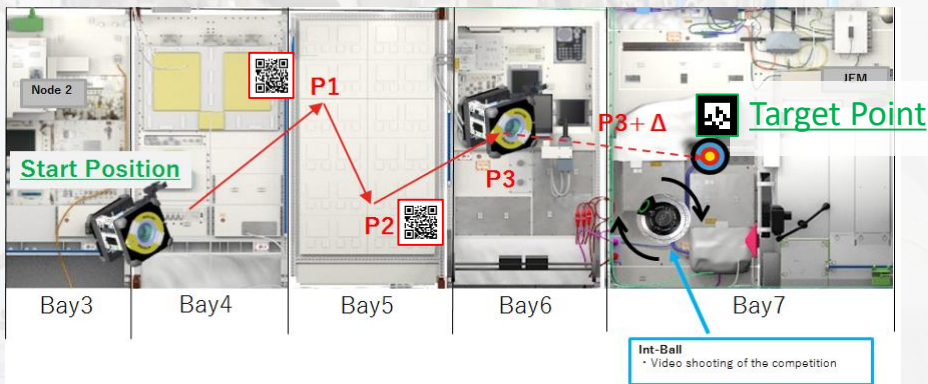 Node 2
JEM
P1
Target Point
P3+ Δ
Start Position
P3
P2
Bay3
Bay4
Bay5
Bay6
Bay7
Int-Ball
・Video shooting of the competition